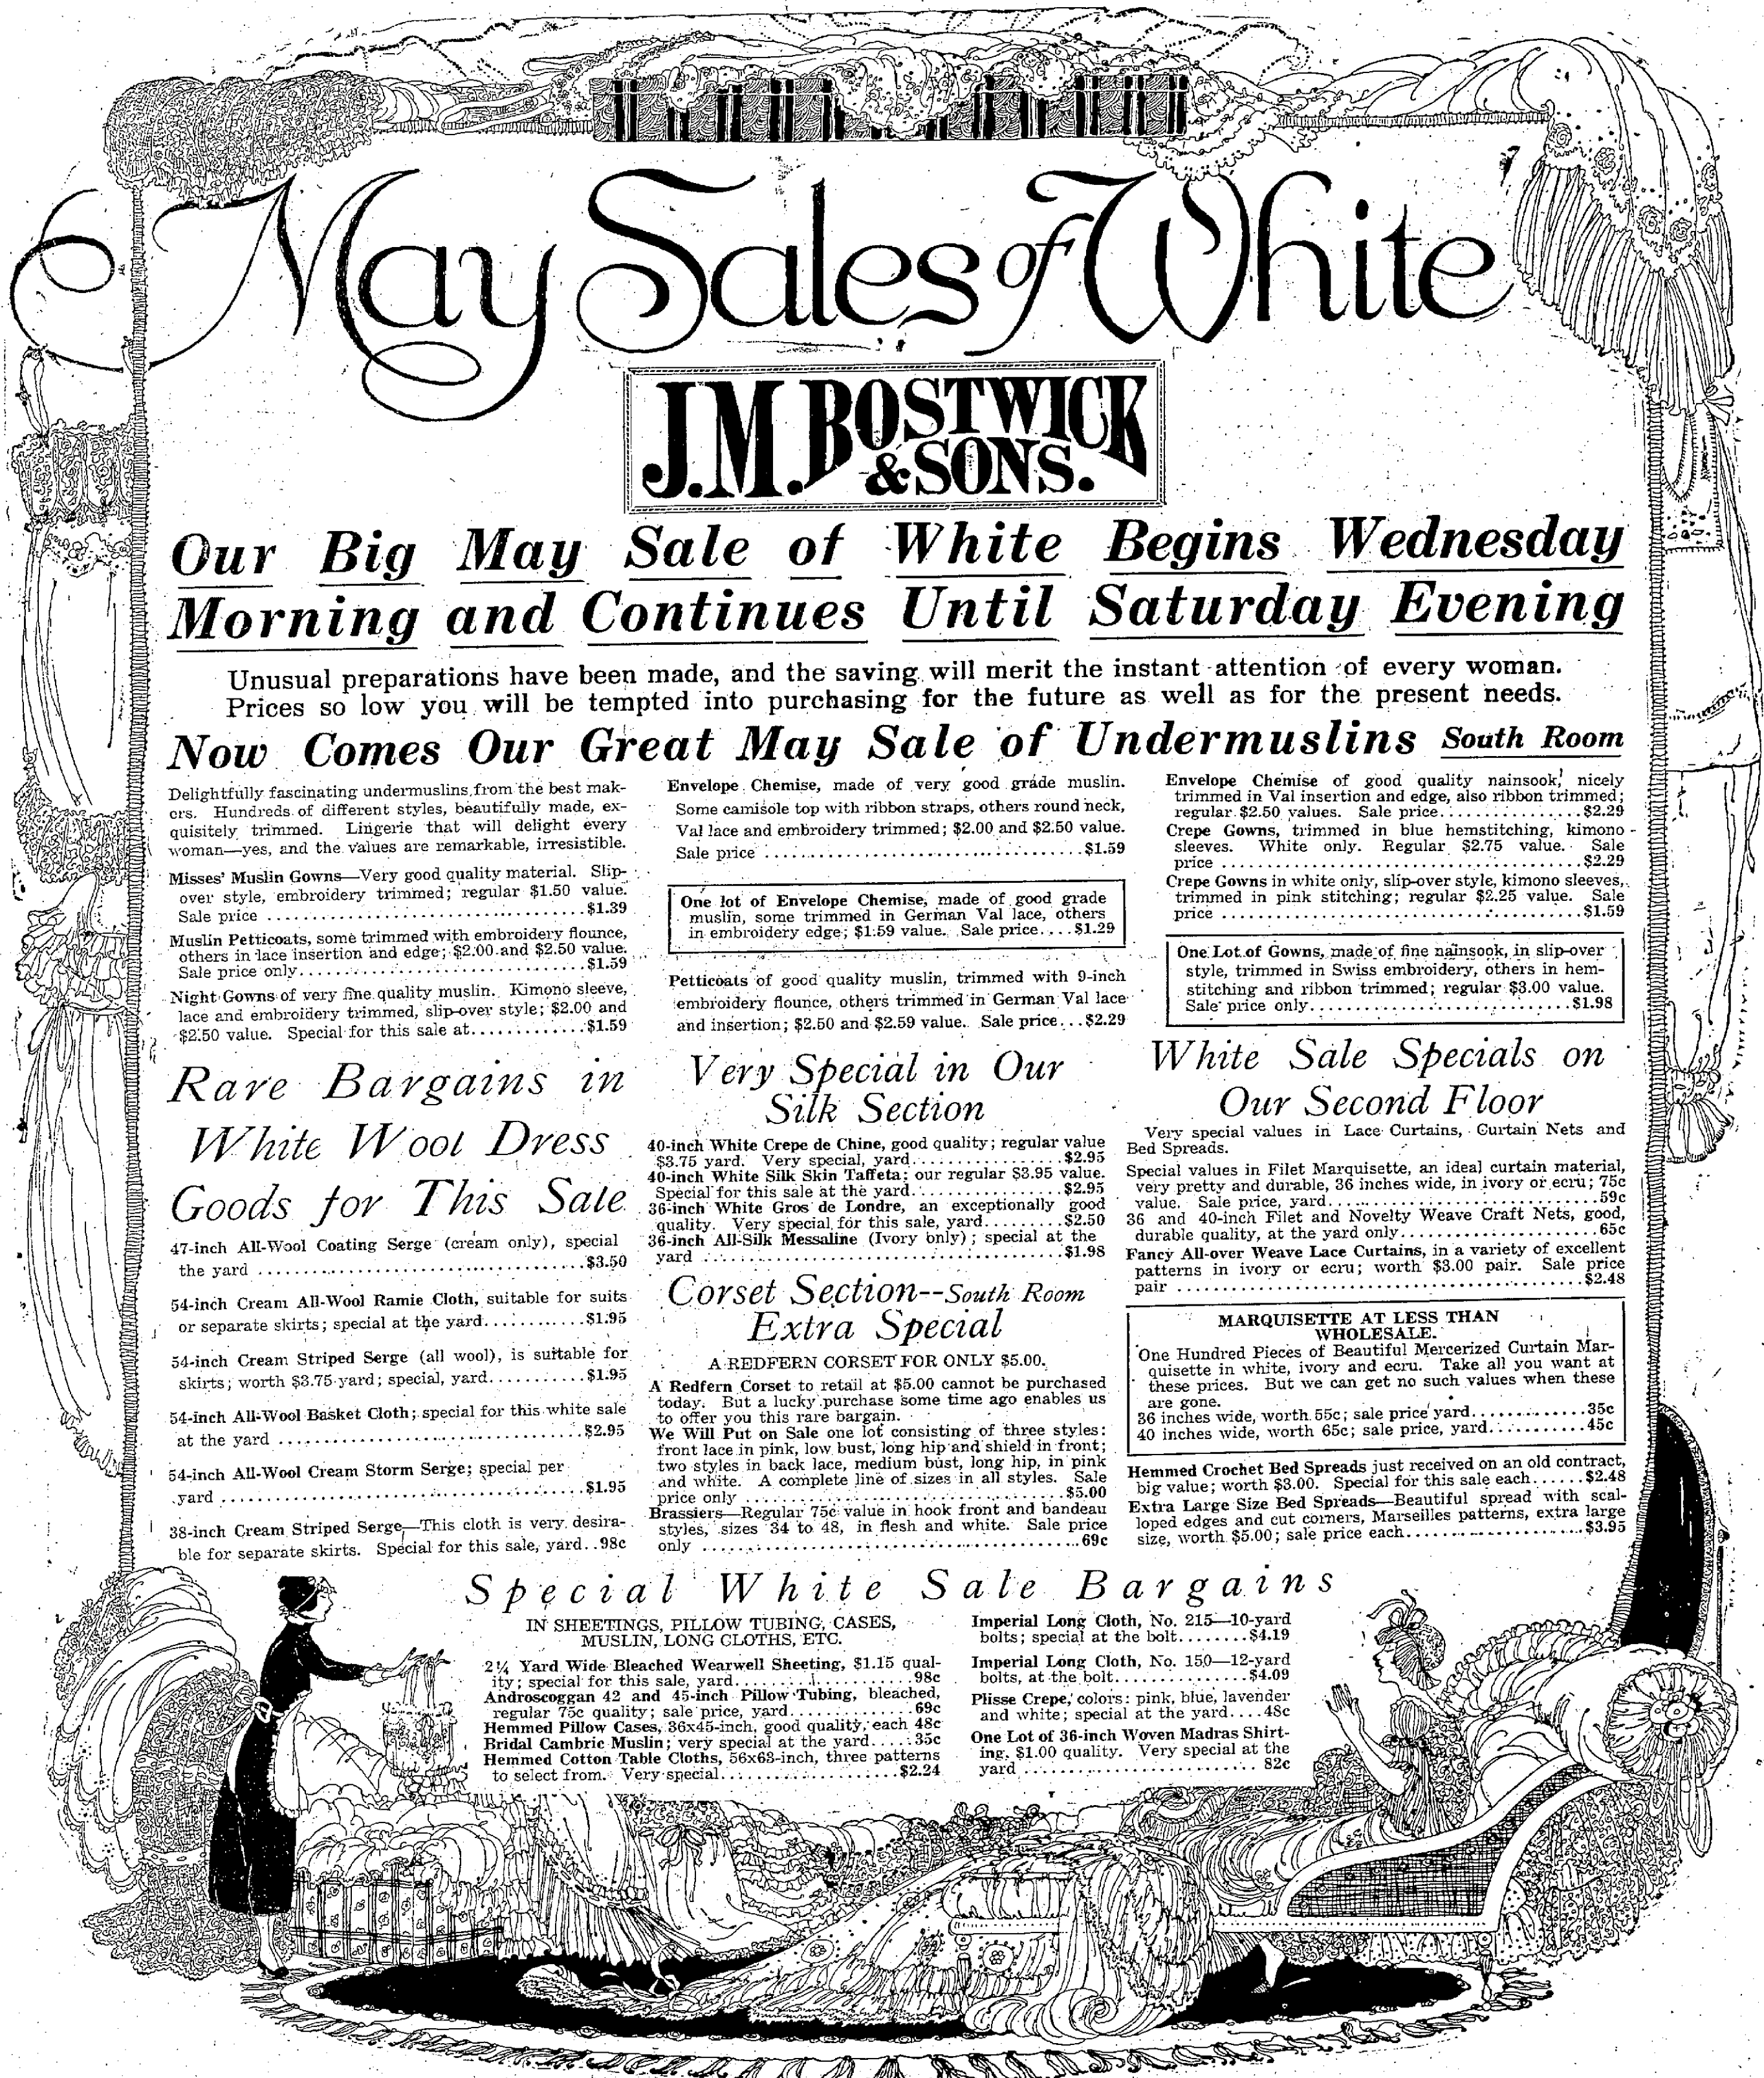 May Sales of White
J.M. BOSTWICK
& SONS.
Our Big May Sale of White Begins Wednesday
Morning and Continues Until Saturday Evening
Unusual preparations have been made, and the saving will merit the instant attention of every woman.
Prices so low you will be tempted into purchasing for the future as well as for the present needs.
Now Comes Our Great May Sale of Undermuslins South Room
Delightfully fascinating undermuslins from the best mak-
ers. Hundreds of different styles, beautifully made, ex-
quisitely trimmed. Lingerie that will delight every
woman—yes, and the values are remarkable, irresistible.
Misses' Muslin Gowns—Very good quality material. Slip-
over style, embroidery trimmed; regular $1.50 value.
Sale price ................................ $1.39
Muslin Petticoats, some trimmed with embroidery flounce,
others in lace insertion and edge; $2.00 and $2.50 value.
Sale price only............................ $1.59
Night Gowns of very fine quality muslin. Kimono sleeve,
lace and embroidery trimmed, slip-over style; $2.00 and
$2.50 value. Special for this sale at............ $1.59
Envelope Chemise, made of very good grade muslin.
Some camisole top with ribbon straps, others round neck,
Val lace and embroidery trimmed; $2.00 and $2.50 value.
Sale price ................................ $1.59
One lot of Envelope Chemise, made of good grade
muslin, some trimmed in German Val lace, others
in embroidery edge; $1.59 value. Sale price.... $1.29
Petticoats of good quality muslin, trimmed with 9-inch
embroidery flounce, others trimmed in German Val lace
and insertion; $2.50 and $2.59 value. Sale price... $2.29
Envelope Chemise of good quality nainsook, nicely
trimmed in Val insertion and edge, also ribbon trimmed;
regular $2.50 values. Sale price............... $2.29
Crepe Gowns, trimmed in blue hemstitching, kimono
sleeves. White only. Regular $2.75 value. Sale
price .................................... $2.29
Crepe Gowns in white only, slip-over style, kimono sleeves,
trimmed in pink stitching; regular $2.25 value. Sale
price .................................... $1.59
One Lot of Gowns, made of fine nainsook, in slip-over
style, trimmed in Swiss embroidery, others in hem-
stitching and ribbon trimmed; regular $3.00 value.
Sale price only.......................... $1.98
Rare Bargains in
White Wool Dress
Goods for This Sale
47-inch All-Wool Coating Serge (cream only), special
the yard ................................ $3.50
54-inch Cream All-Wool Ramie Cloth, suitable for suits
or separate skirts; special at the yard............ $1.95
54-inch Cream Striped Serge (all wool), is suitable for
skirts; worth $3.75 yard; special, yard........... $1.95
54-inch All-Wool Basket Cloth; special for this white sale
at the yard .............................. $2.95
54-inch All-Wool Cream Storm Serge; special per
yard .................................... $1.95
38-inch Cream Striped Serge—This cloth is very desira-
ble for separate skirts. Special for this sale, yard.. 98c
Very Special in Our
Silk Section
40-inch White Crepe de Chine, good quality; regular value
$3.75 yard. Very special, yard................ $2.95
40-inch White Silk Skin Taffeta; our regular $3.95 value.
Special for this sale at the yard............... $2.95
36-inch White Gros de Londre, an exceptionally good
quality. Very special for this sale, yard......... $2.50
36-inch All-Silk Messaline (Ivory only); special at the
yard .................................... $1.98
Corset Section--South Room
Extra Special
A REDFERN CORSET FOR ONLY $5.00.
A Redfern Corset to retail at $5.00 cannot be purchased
today. But a lucky purchase some time ago enables us
to offer you this rare bargain.
We Will Put on Sale one lot consisting of three styles:
front lace in pink, low bust, long hip and shield in front;
two styles in back lace, medium bust, long hip, in pink
and white. A complete line of sizes in all styles. Sale
price only ................................ $5.00
Brassiers—Regular 75c value in hook front and bandeau
styles, sizes 34 to 48, in flesh and white. Sale price
only ...................................... 69c
White Sale Specials on
Our Second Floor
Very special values in Lace Curtains, Curtain Nets and
Bed Spreads.
Special values in Filet Marquisette, an ideal curtain material,
very pretty and durable, 36 inches wide, in ivory or ecru; 75c
value. Sale price, yard.......................... 59c
36 and 40-inch Filet and Novelty Weave Craft Nets, good,
durable quality, at the yard only...................... 65c
Fancy All-over Weave Lace Curtains, in a variety of excellent
patterns in ivory or ecru; worth $3.00 pair. Sale price
pair ........................................ $2.48
MARQUISETTE AT LESS THAN
WHOLESALE.
One Hundred Pieces of Beautiful Mercerized Curtain Mar-
quisette in white, ivory and ecru. Take all you want at
these prices. But we can get no such values when these
are gone.
36 inches wide, worth 55c; sale price yard............ 35c
40 inches wide, worth 65c; sale price, yard........... 45c
Hemmed Crochet Bed Spreads just received on an old contract,
big value; worth $3.00. Special for this sale each...... $2.48
Extra Large Size Bed Spreads—Beautiful spread with scal-
loped edges and cut corners, Marseilles patterns, extra large
size, worth $5.00; sale price each..................... $3.95
Special White Sale Bargains
IN SHEETINGS, PILLOW TUBING, CASES,
MUSLIN, LONG CLOTHS, ETC.
2¼ Yard Wide Bleached Wearwell Sheeting, $1.15 qual-
ity; special for this sale, yard.................. 98c
Androscoggan 42 and 45-inch Pillow Tubing, bleached,
regular 75c quality; sale price, yard.............. 69c
Hemmed Pillow Cases, 36x45-inch, good quality, each 48c
Bridal Cambric Muslin; very special at the yard..... 35c
Hemmed Cotton Table Cloths, 56x63-inch, three patterns
to select from. Very special................... $2.24
Imperial Long Cloth, No. 215—10-yard
bolts; special at the bolt........ $4.19
Imperial Long Cloth, No. 150—12-yard
bolts, at the bolt............... $4.09
Plisse Crepe, colors: pink, blue, lavender
and white; special at the yard.... 48c
One Lot of 36-inch Woven Madras Shirt-
ing, $1.00 quality. Very special at the
yard .......................... 82c